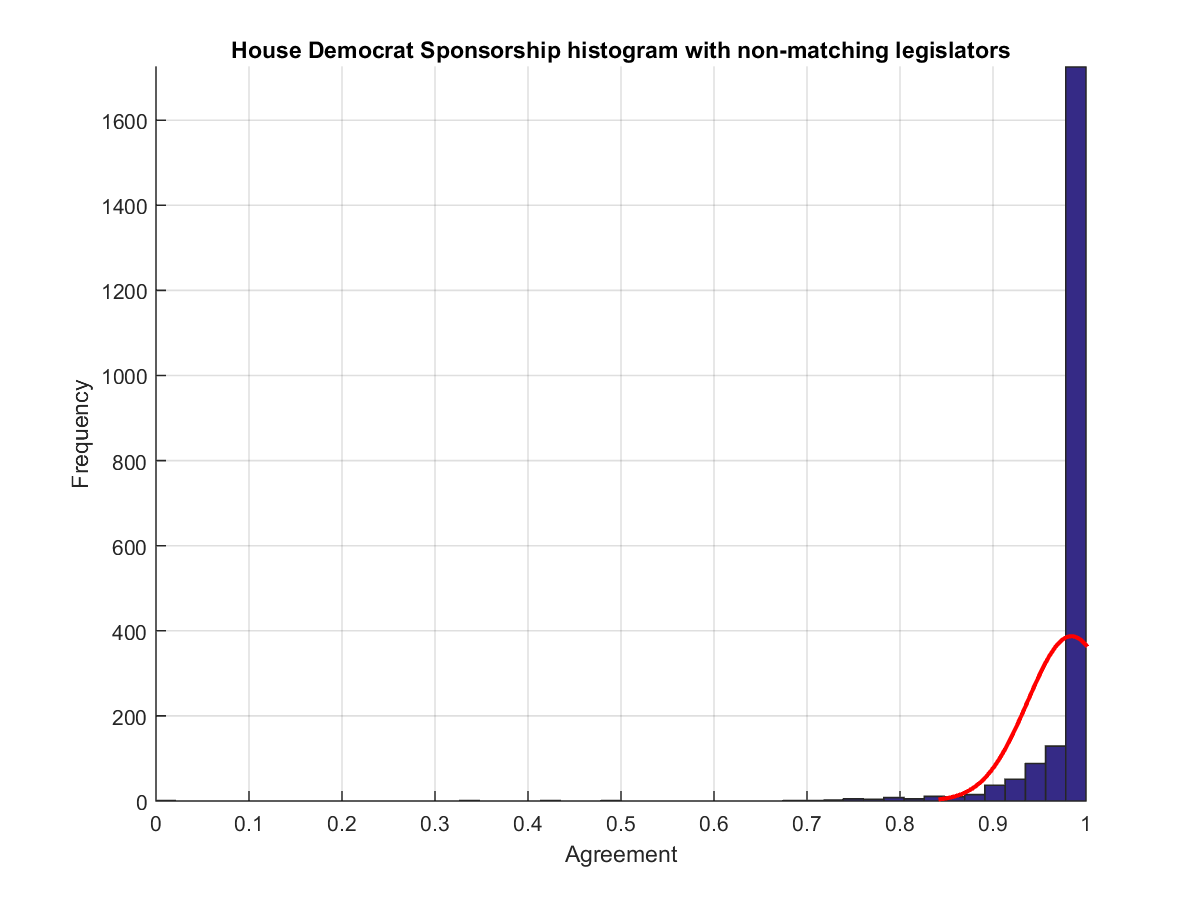 House Democrat Sponsorship histogram with non-matching legislators
1600
1400
1200
1000
800
600
400
200
0
Frequency
0 0.1 0.2 0.3 0.4 0.5 0.6 0.7 0.8 0.9 1
Agreement